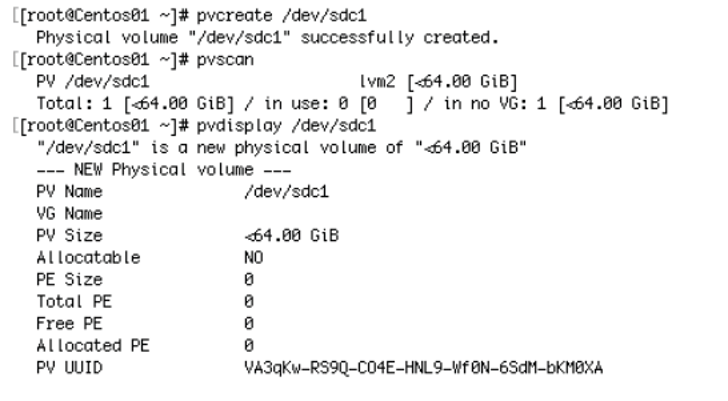 [[root@Centos01 ~]# pvcreate /dev/sdc1
Physical volume "/dev/sdc1" successfully created.
[[root@Centos01 ~]# pvscan
PV /dev/sdc1 lvm2 [<64.00 GiB]
Total: 1 [<64.00 GiB] / in use: 0 [0 ] / in no VG: 1 [<64.00 GiB]
[[root@Centos01 ~]# pvdisplay /dev/sdc1
"/dev/sdc1" is a new physical volume of "<64.00 GiB"
--- NEW Physical volume ---
PV Name /dev/sdc1
VG Name
PV Size <64.00 GiB
Allocatable NO
PE Size 0
Total PE 0
Free PE 0
Allocated PE 0
PV UUID VA3qKw-RS9Q-CO4E-HNL9-Wf0N-6SdM-bKM0XA